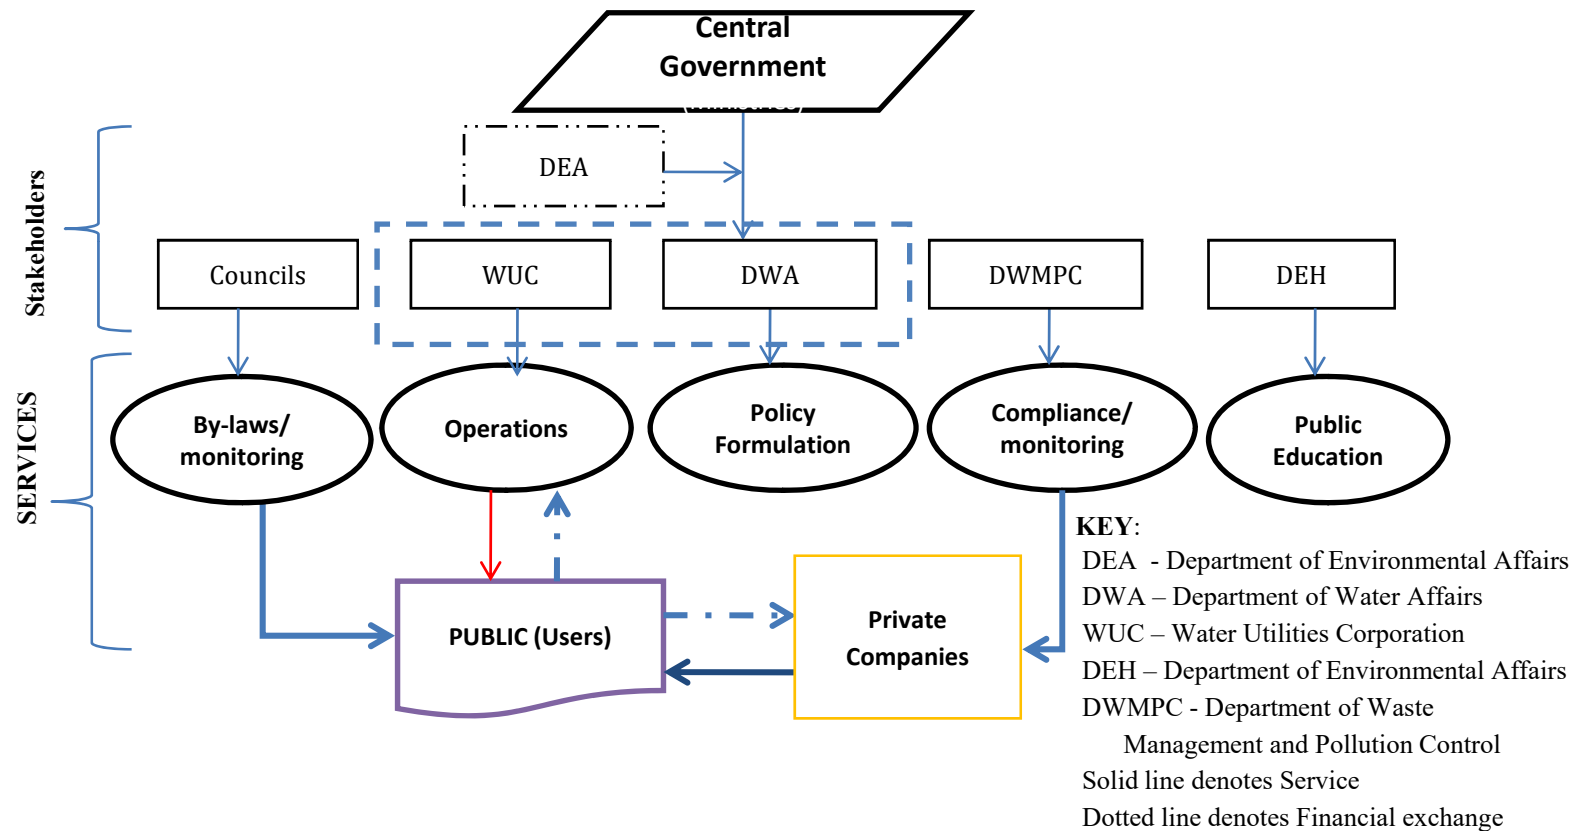 Central
Government
(Ministries)
DEA
Stakeholders
Councils
WUC
DWA
DWMPC
DEH
SERVICES
By-laws/
monitoring
Operations
Policy
Formulation
Compliance/
monitoring
Public
Education
PUBLIC (Users)
Private
Companies
KEY:
DEA - Department of Environmental Affairs
DWA – Department of Water Affairs
WUC – Water Utilities Corporation
DEH – Department of Environmental Affairs
DWMPC - Department of Waste
Management and Pollution Control
Solid line denotes Service
Dotted line denotes Financial exchange